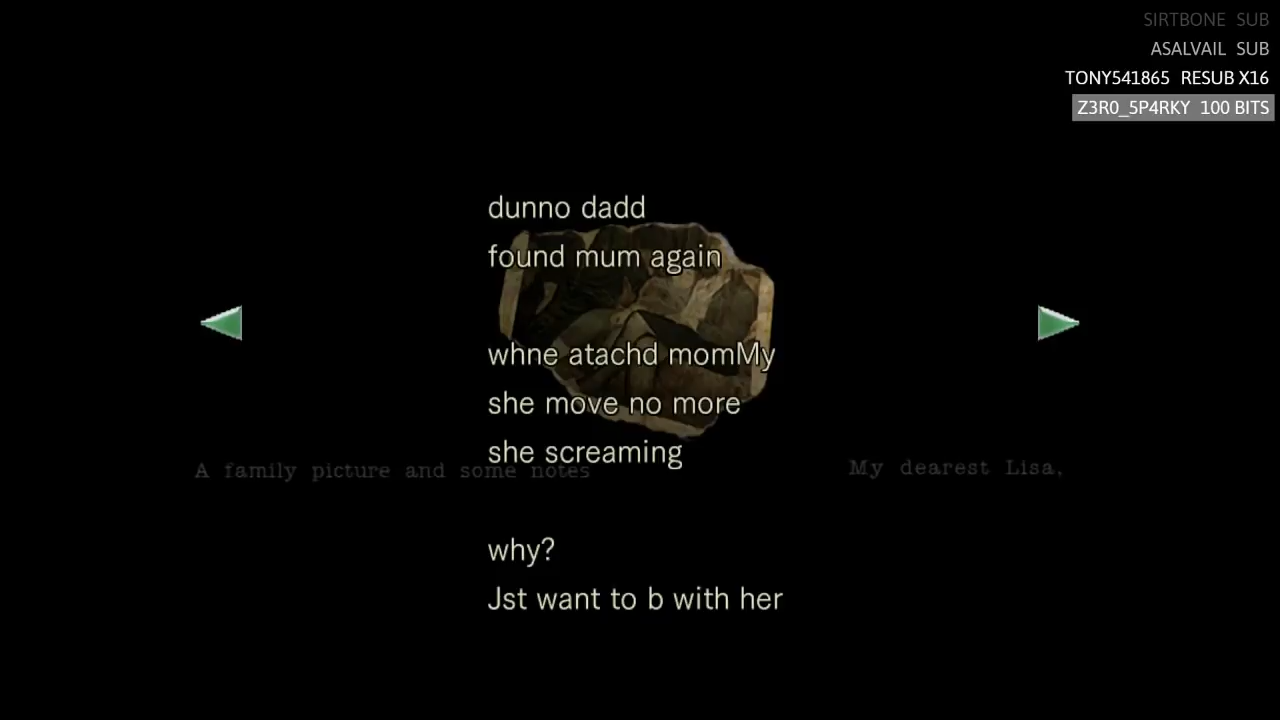 SIRTBONE SUB
ASALVAIL SUB
TONY541865 RESUB X16
Z3R0_5P4RKY 100 BITS
dunno dadd
found mum again
whne atachd momMy
she move no more
she screaming
A family picture and some notes
My dearest Lisa,
why?
Jst want to b with her